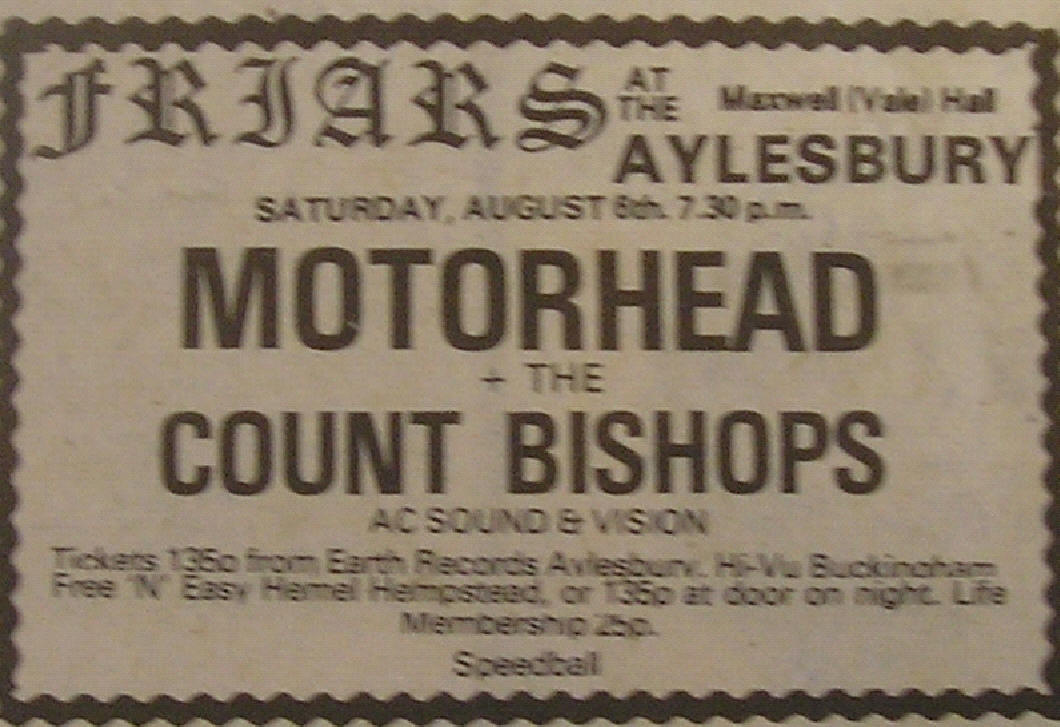 FRIARS AT THE Maxwell (Vale) Hall
AYLESBURY
SATURDAY, AUGUST 6th. 7.30 p.m.
MOTORHEAD
+ THE
COUNT BISHOPS
AC SOUND & VISION
Tickets 135p from Earth Records Aylesbury. Hi-Vu Buckingham
Free 'N' Easy Hemel Hempstead, or 135p at door on night. Life
Membership 25p.
Speedball